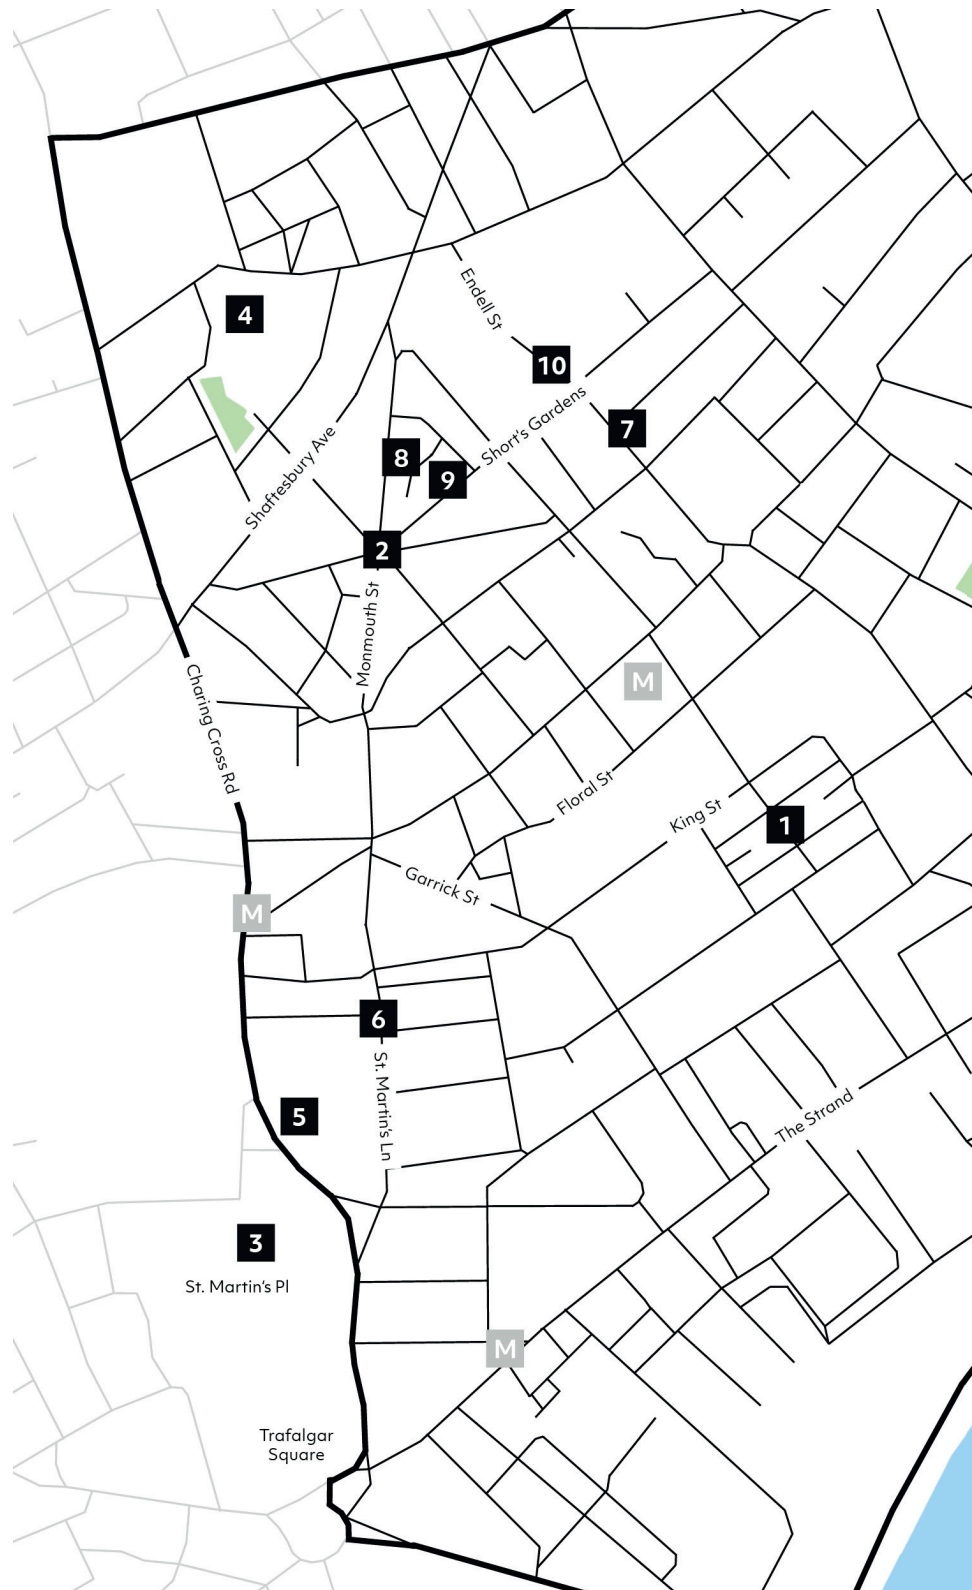 Endell St
4
10
Short's Gardens
7
Shaftesbury Ave
8
9
2
Monmouth St
M
Charing Cross Rd
Floral St
King St
1
Garrick St
M
6
St. Martin's Ln
5
The Strand
3
St. Martin's Pl
M
Trafalgar
Square